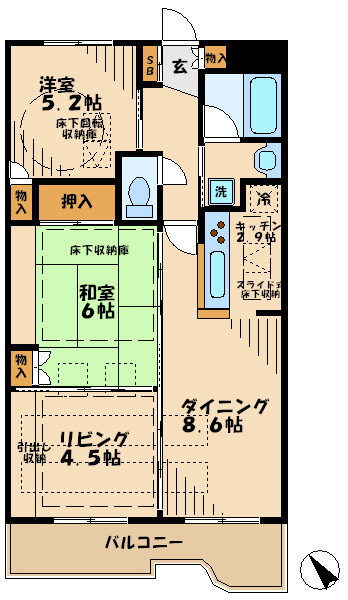 SB
玄
物入
洋室
5.2帖
床下回転
収納庫
洗
冷
物入
押入
キッチン
2.9帖
床下収納庫
スライド式
床下収納
和室
6帖
物入
ダイニング
8.6帖
リビング
4.5帖
引出し
収納
バルコニー